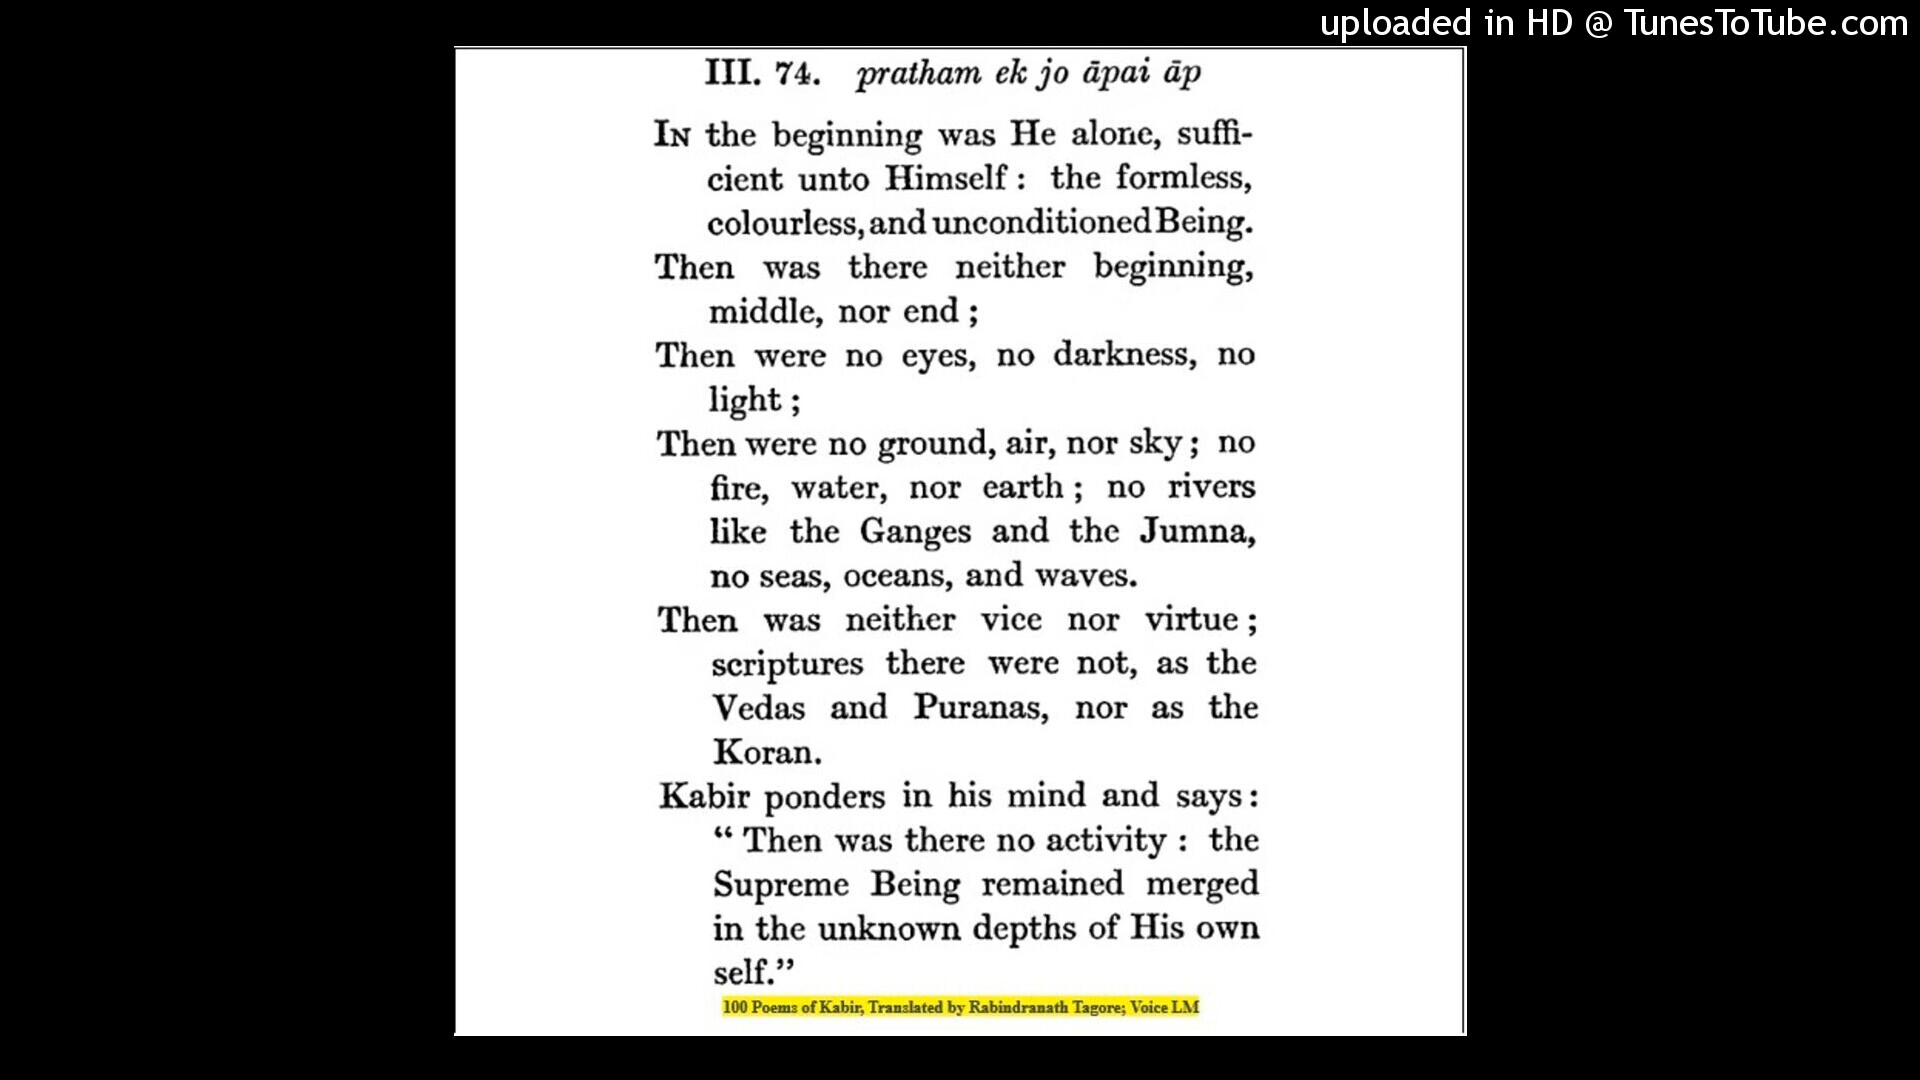 uploaded in HD @ TunesToTube.com
III. 74. pratham ek jo āpai āp
IN the beginning was He alone, suffi-
cient unto Himself : the formless,
colourless, and unconditioned Being.
Then was there neither beginning,
middle, nor end ;
Then were no eyes, no darkness, no
light ;
Then were no ground, air, nor sky ; no
fire, water, nor earth ; no rivers
like the Ganges and the Jumna,
no seas, oceans, and waves.
Then was neither vice nor virtue ;
scriptures there were not, as the
Vedas and Puranas, nor as the
Koran.
Kabir ponders in his mind and says :
“ Then was there no activity : the
Supreme Being remained merged
in the unknown depths of His own
self.”
100 Poems of Kabir, Translated by Rabindranath Tagore; Voice LM